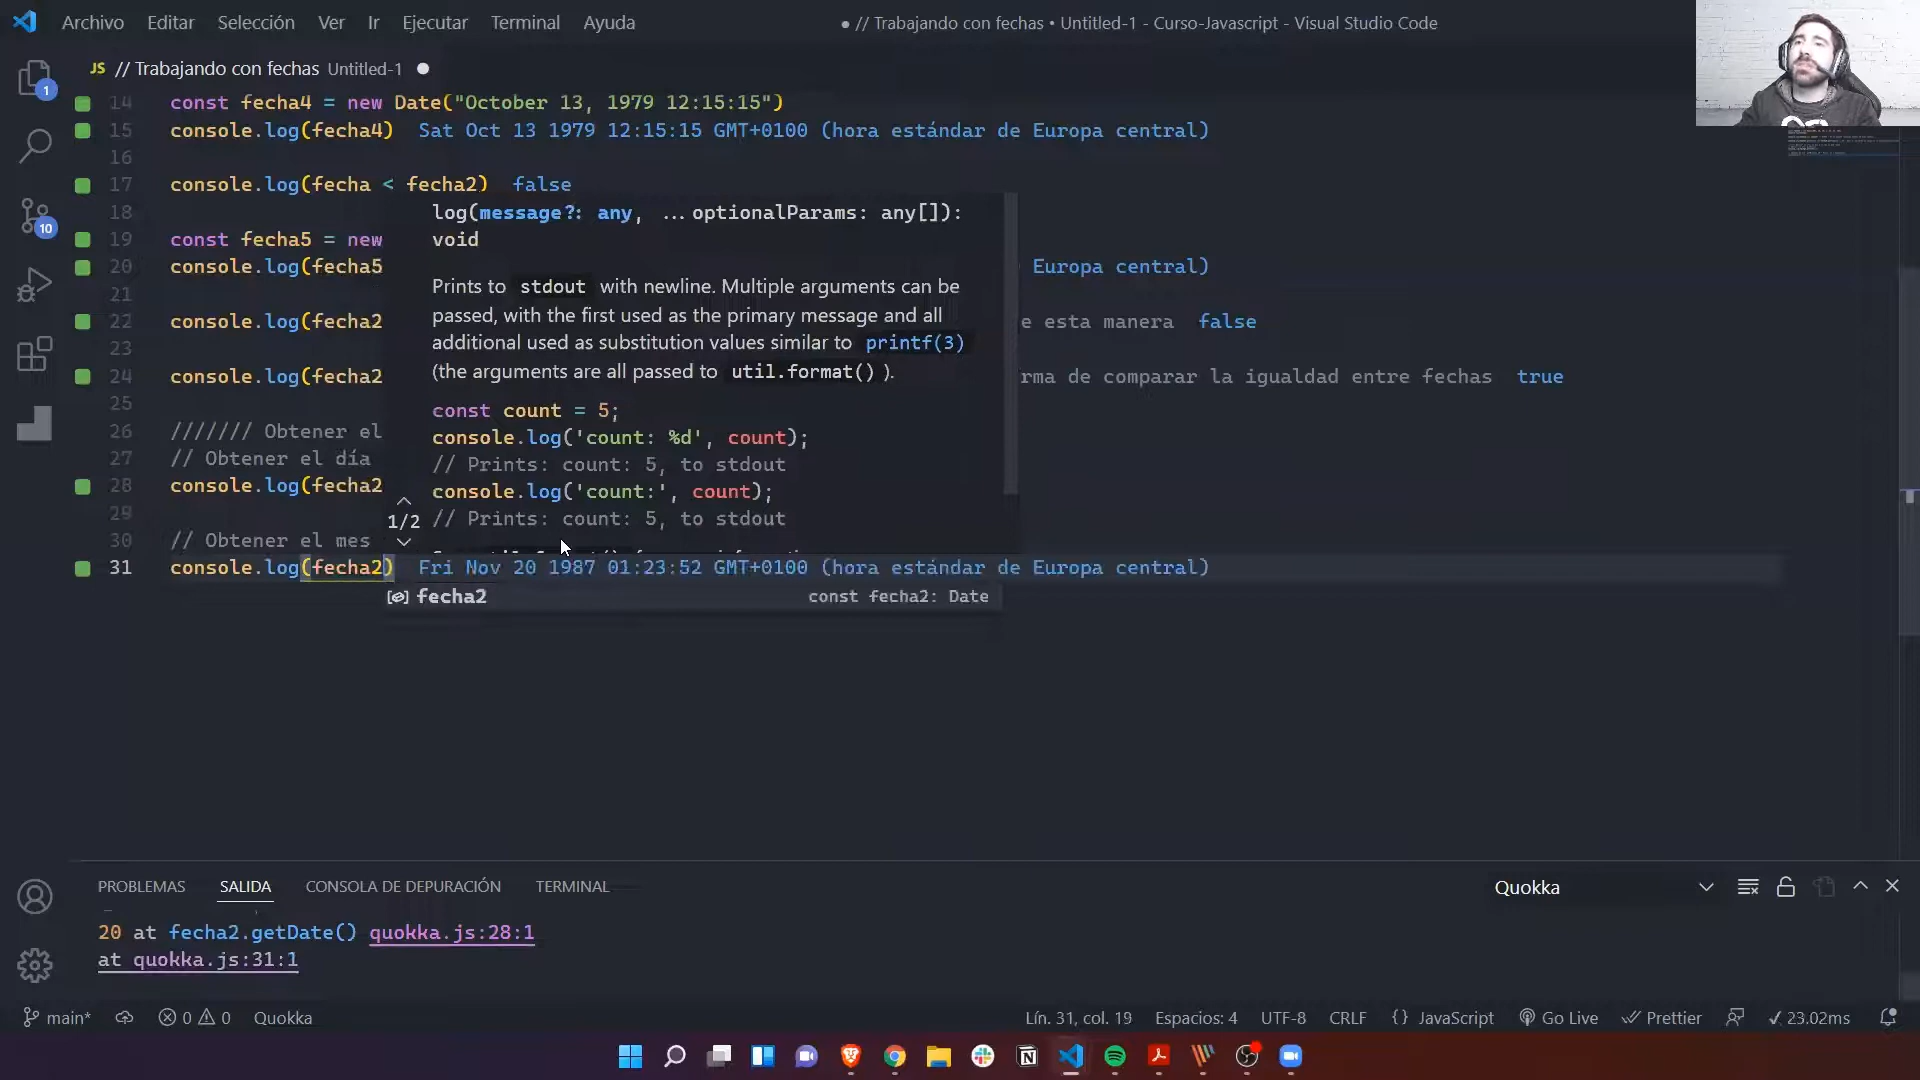 Archivo Editar Selección Ver Ir Ejecutar Terminal Ayuda
● // Trabajando con fechas • Untitled-1 - Curso-Javascript - Visual Studio Code
JS // Trabajando con fechas Untitled-1 ●
14 const fecha4 = new Date("October 13, 1979 12:15:15")
15 console.log(fecha4) Sat Oct 13 1979 12:15:15 GMT+0100 (hora estándar de Europa central)
16
17 console.log(fecha < fecha2) false
18
19 const fecha5 = new
20 console.log(fecha5 Europa central)
21
22 console.log(fecha2 e esta manera false
23
24 console.log(fecha2 rma de comparar la igualdad entre fechas true
25
26 /////// Obtener el
27 // Obtener el día
28 console.log(fecha2
29
30 // Obtener el mes
31 console.log(fecha2) Fri Nov 20 1987 01:23:52 GMT+0100 (hora estándar de Europa central)
log(message?: any, ...optionalParams: any[]):
void
Prints to stdout with newline. Multiple arguments can be
passed, with the first used as the primary message and all
additional used as substitution values similar to printf(3)
(the arguments are all passed to util.format() ).
const count = 5;
console.log('count: %d', count);
// Prints: count: 5, to stdout
console.log('count:', count);
1/2 // Prints: count: 5, to stdout
fecha2 const fecha2: Date
1
10
PROBLEMAS SALIDA CONSOLA DE DEPURACIÓN TERMINAL
Quokka
20 at fecha2.getDate() quokka.js:28:1
at quokka.js:31:1
main* 0 0 Quokka
Lín. 31, col. 19 Espacios: 4 UTF-8 CRLF {} JavaScript Go Live Prettier 23.02ms